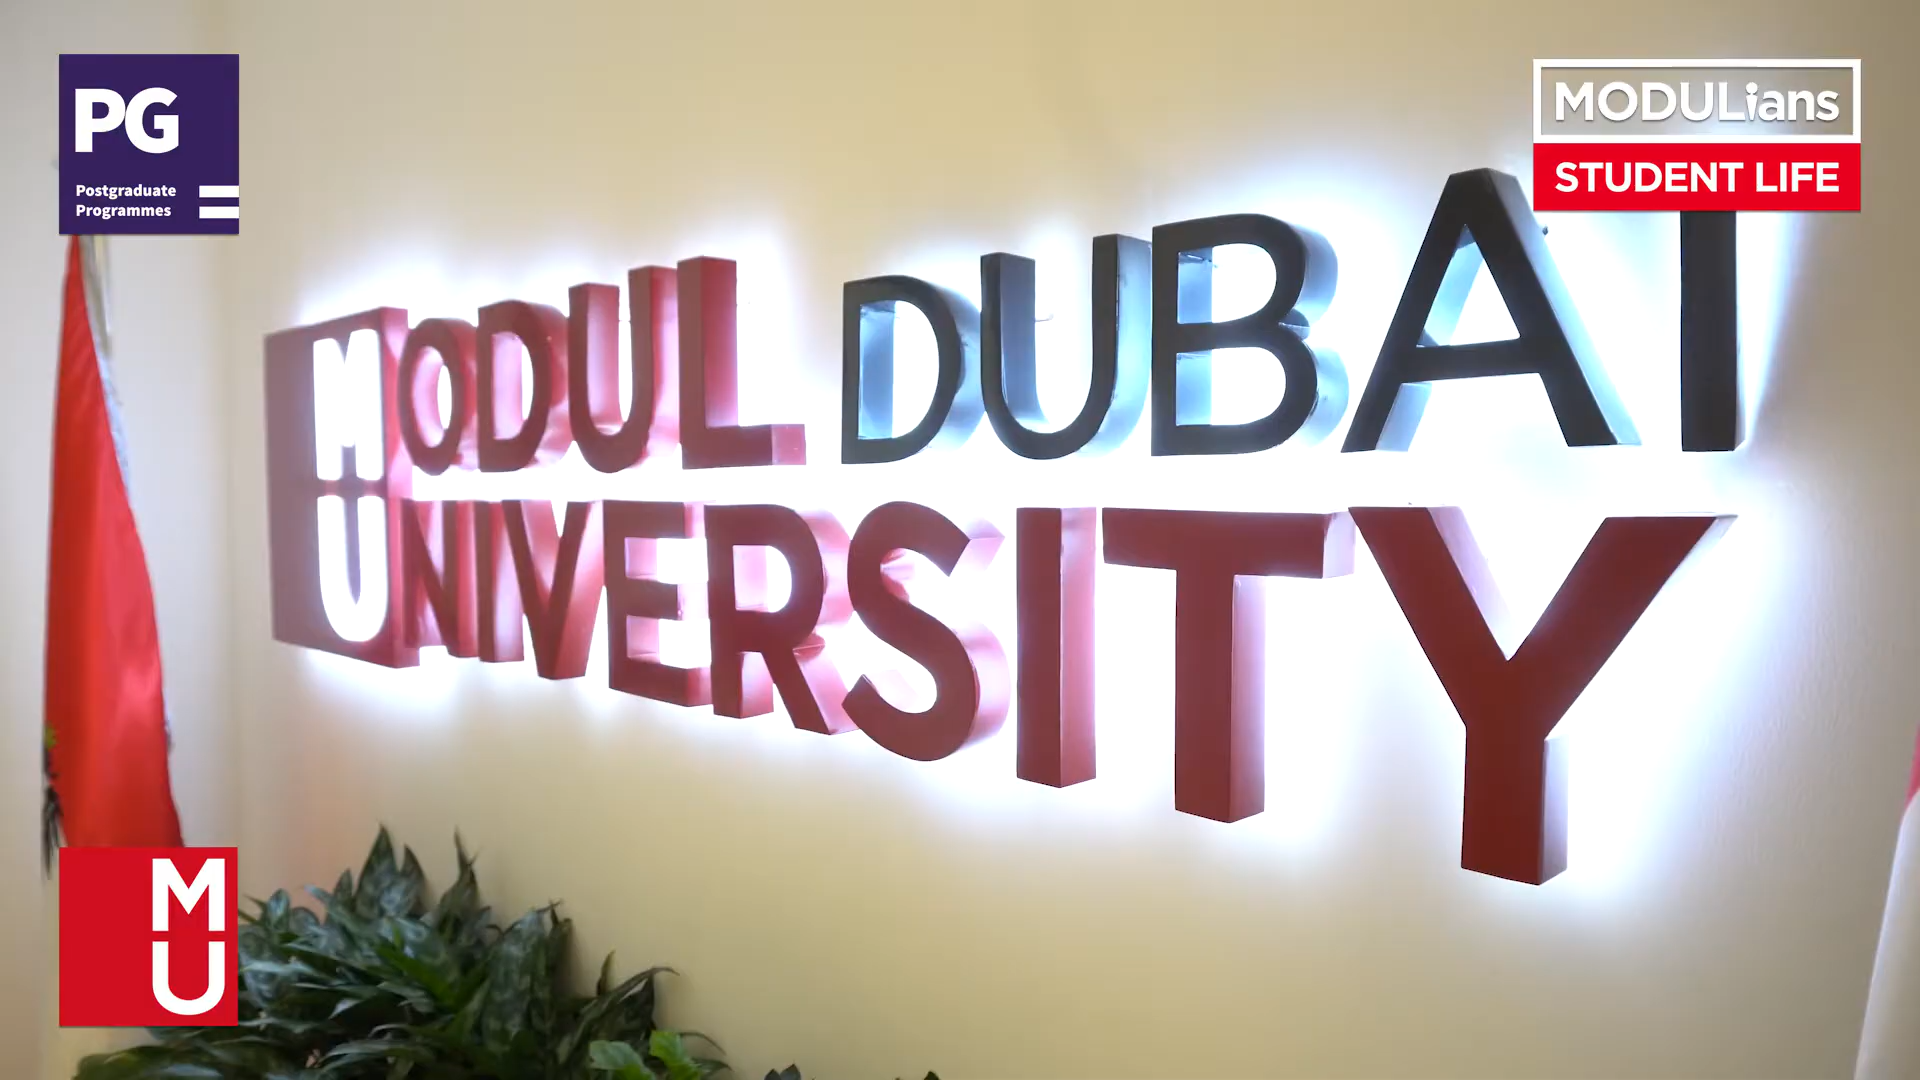 PG
Postgraduate
Programmes
MODULians
STUDENT LIFE
MODUL DUBAI
UNIVERSITY
M
U